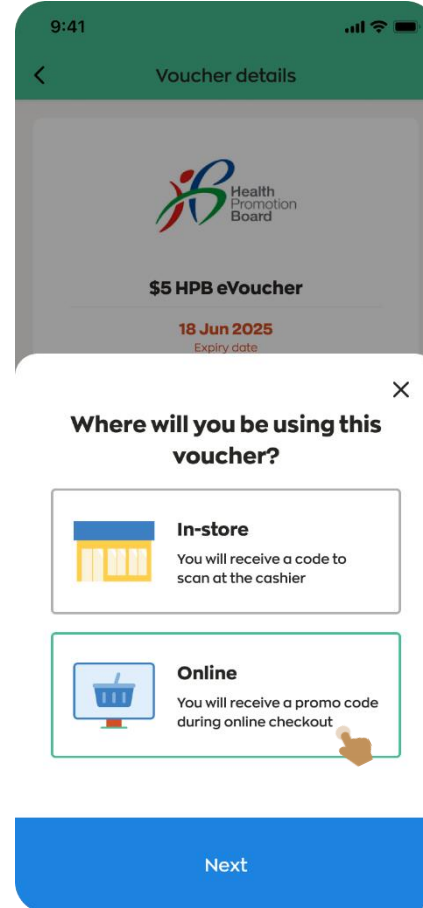 9:41
Voucher details
Health
Promotion
Board
$5 HPB eVoucher
18 Jun 2025
Expiry date
Where will you be using this
voucher?
In-store
You will receive a code to
scan at the cashier
Online
You will receive a promo code
during online checkout
Next